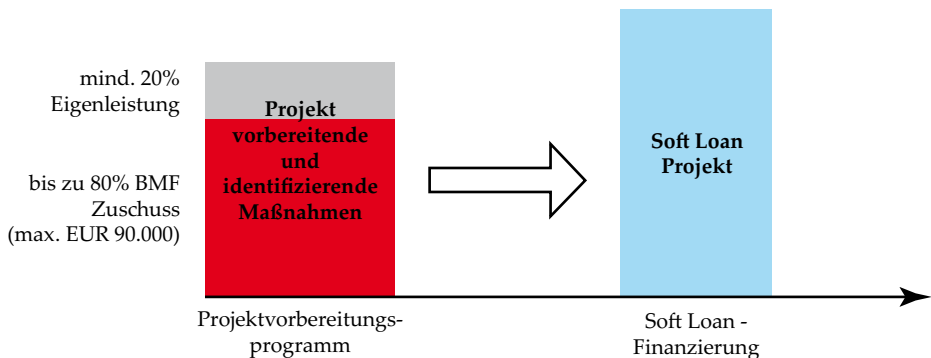 mind. 20%
Eigenleistung
bis zu 80% BMF
Zuschuss
(max. EUR 90.000)
Projekt
vorbereitende
und
identifizierende
Maßnahmen
Soft Loan
Projekt
Projektvorbereitungs-
programm
Soft Loan -
Finanzierung